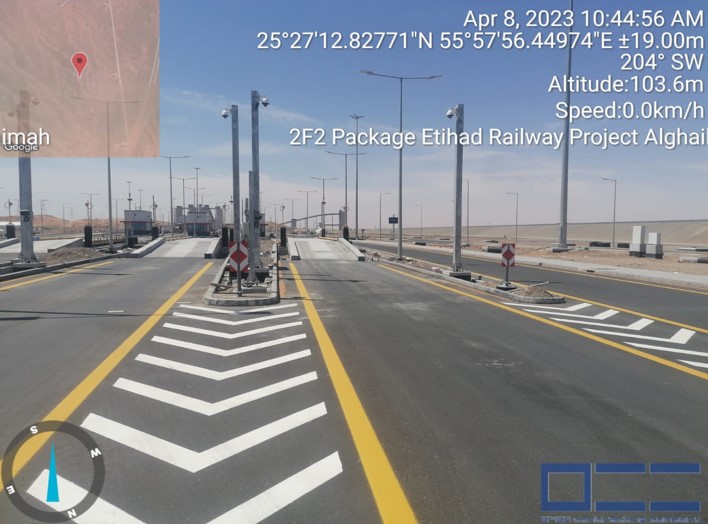 Apr 8, 2023 10:44:56 AM
25°27'12.82771"N 55°57'56.44974"E ±19.00m
204° SW
Altitude:103.6m
Speed:0.0km/h
2F2 Package Etihad Railway Project Alghail
imah
Google
S
W
E
N